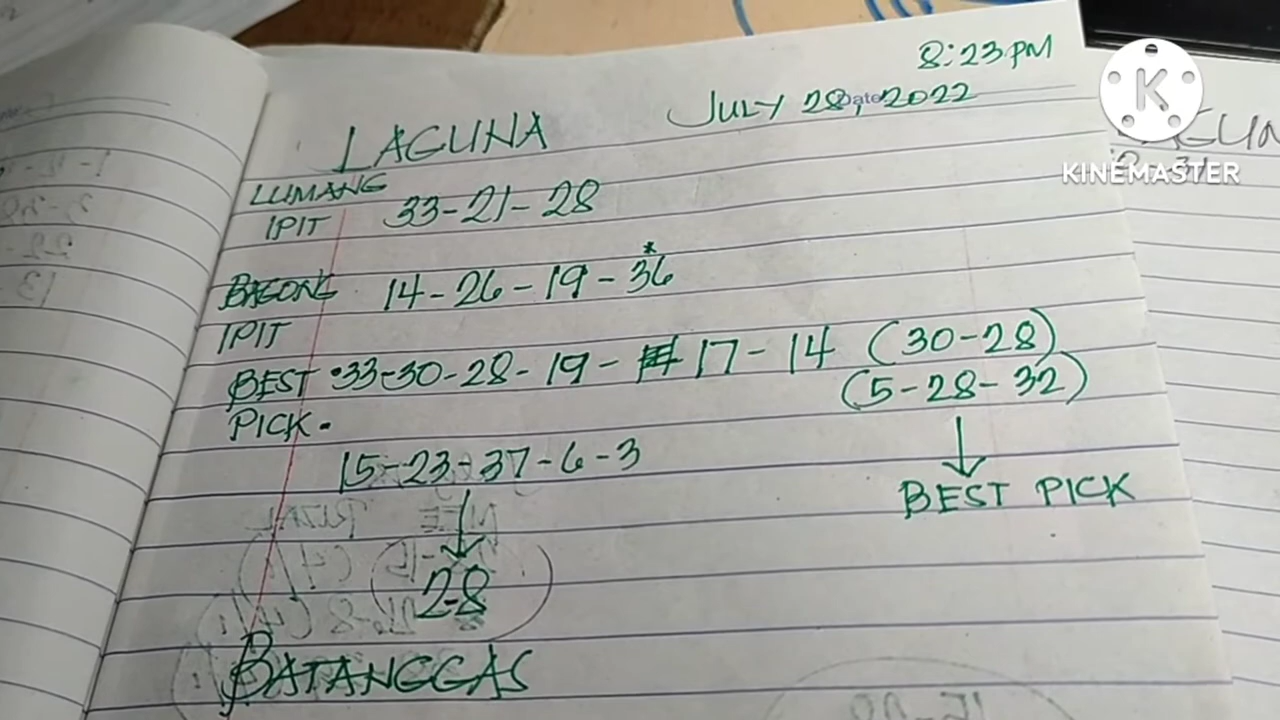 8:23 PM
JULY 28, 2022
Date
LAGUNA
LUMANG
IPIT 33-21-28
*
BAGONG 14-26-19-36
IPIT
BEST •33-30-28-19- 17-14 (30-28)
(5-28-32)
PICK.
15-23-37-6-3
BEST PICK
28
BATANGGAS
K
KINEMASTER